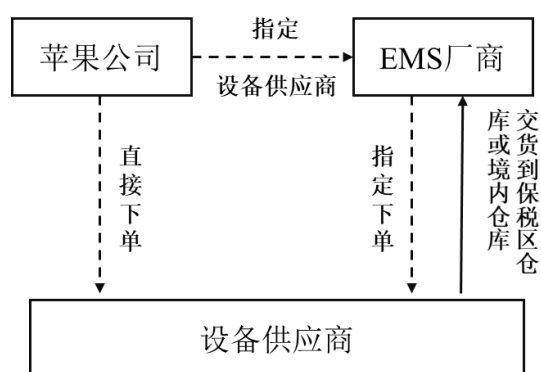 苹果公司
指定
设备供应商
EMS厂商
直接下单
指定下单
交货到保税区仓
库或境内仓库
设备供应商